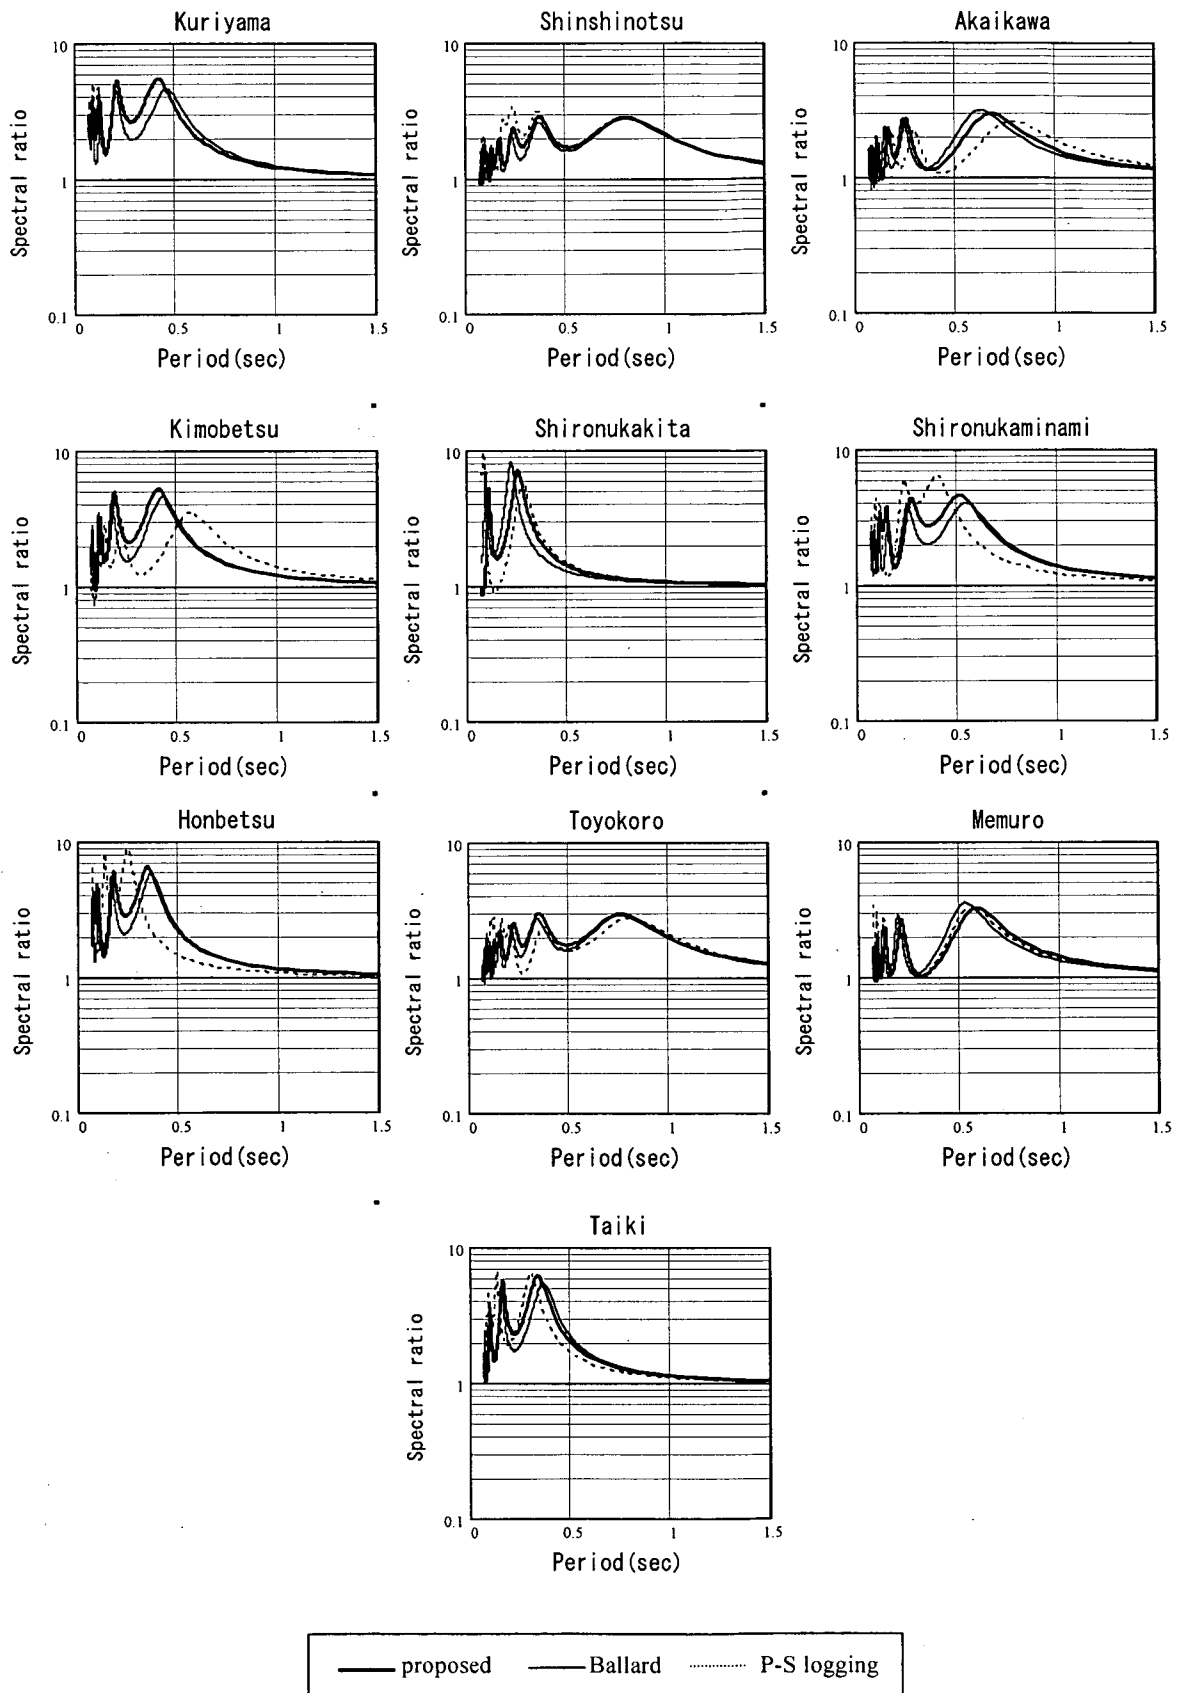 Kuriyama
Shinshinotsu
Akaikawa
10
1
0.1
0
0.5
1
1.5
Spectral ratio
Period(sec)
10
1
0.1
0
0.5
1
1.5
Spectral ratio
Period(sec)
10
1
0.1
0
0.5
1
1.5
Spectral ratio
Period(sec)
Kimobetsu
Shironukakita
Shironukaminami
10
1
0.1
0
0.5
1
1.5
Spectral ratio
Period(sec)
10
1
0.1
0
0.5
1
1.5
Spectral ratio
Period(sec)
10
1
0.1
0
0.5
1
1.5
Spectral ratio
Period(sec)
Honbetsu
Toyokoro
Memuro
10
1
0.1
0
0.5
1
1.5
Spectral ratio
Period(sec)
10
1
0.1
0
0.5
1
1.5
Spectral ratio
Period(sec)
10
1
0.1
0
0.5
1
1.5
Spectral ratio
Period(sec)
Taiki
10
1
0.1
0
0.5
1
1.5
Spectral ratio
Period(sec)
proposed
Ballard
P-S logging